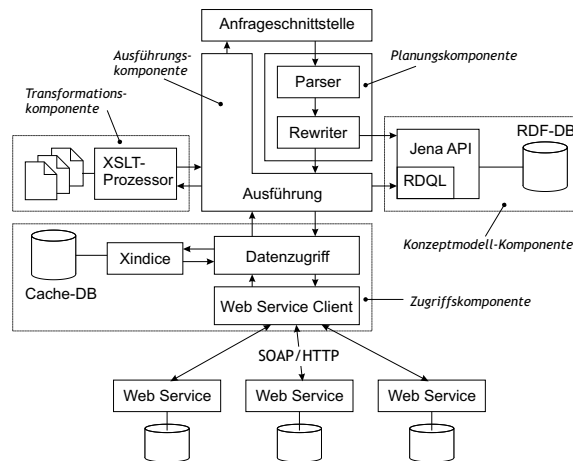 Anfrageschnittstelle
Ausführungs-
komponente
Planungskomponente
Parser
Transformations-
komponente
Rewriter
RDF-DB
XSLT-
Prozessor
Jena API
RDQL
Ausführung
Konzeptmodell-Komponente
Xindice
Datenzugriff
Cache-DB
Web Service Client
Zugriffskomponente
SOAP/HTTP
Web Service
Web Service
Web Service